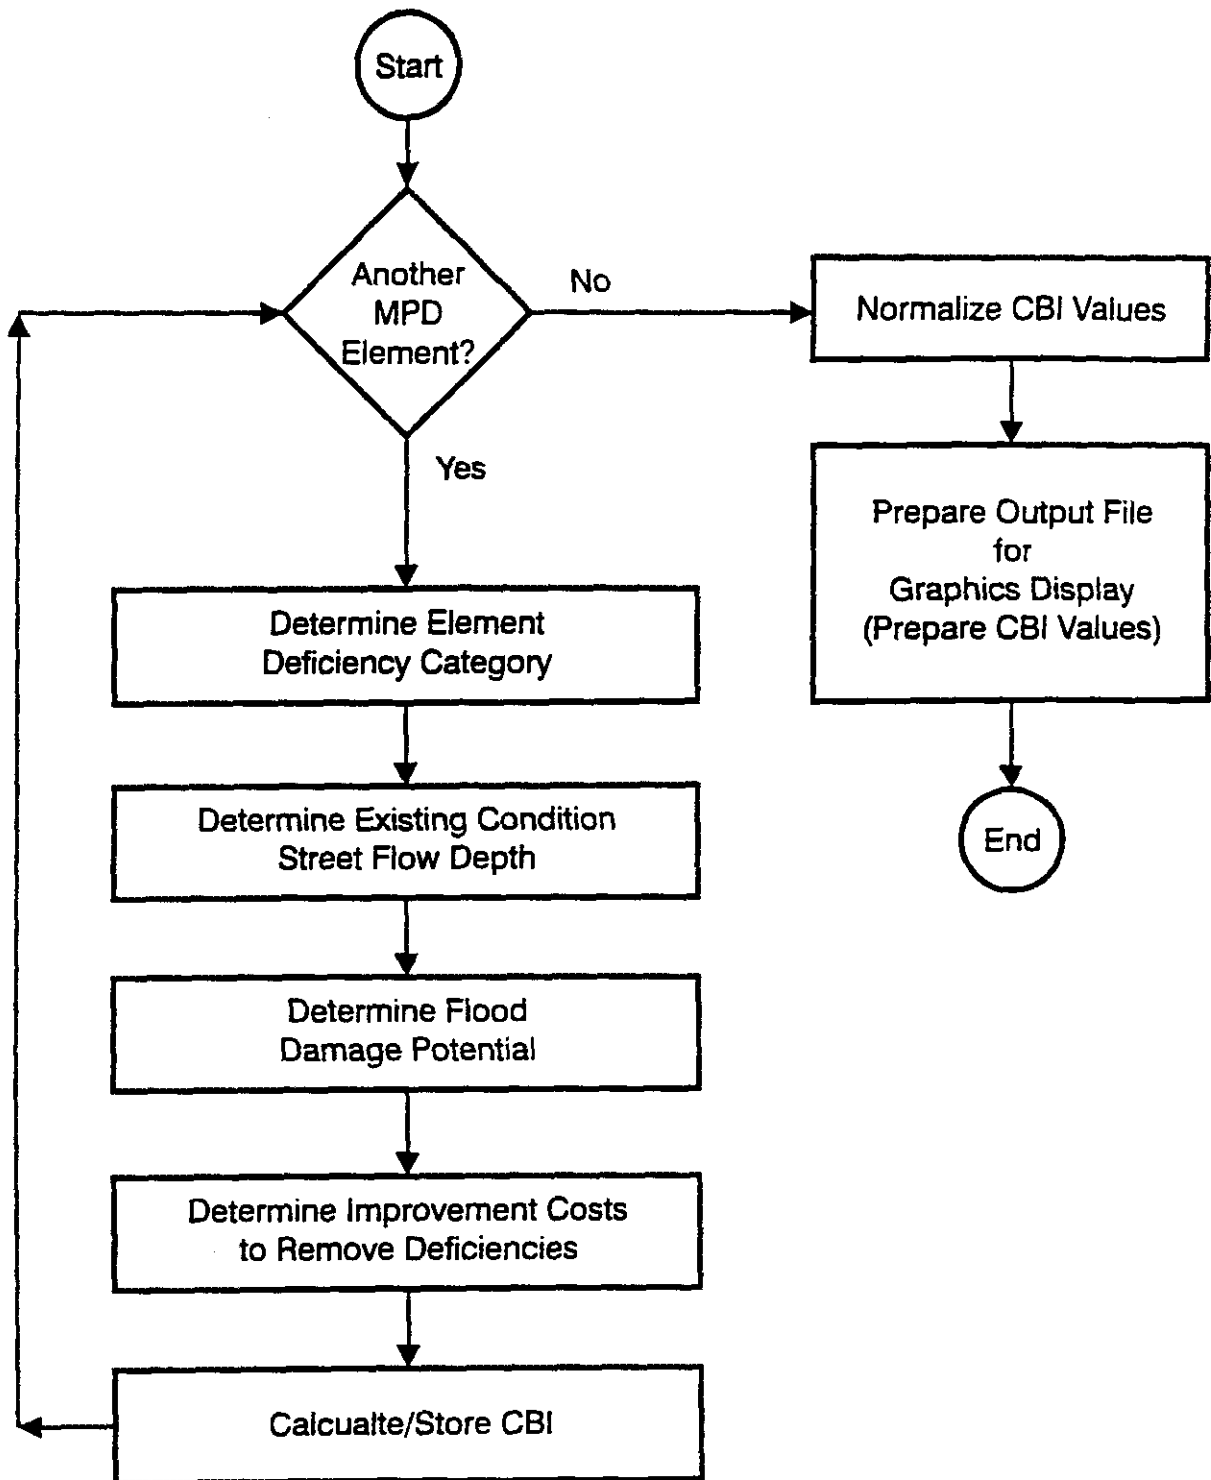 Start
Another
MPD
Element?
No
Normalize CBI Values
Yes
Prepare Output File
for
Graphics Display
(Prepare CBI Values)
Determine Element
Deficiency Category
Determine Existing Condition
Street Flow Depth
End
Determine Flood
Damage Potential
Determine Improvement Costs
to Remove Deficiencies
Calcualte/Store CBI